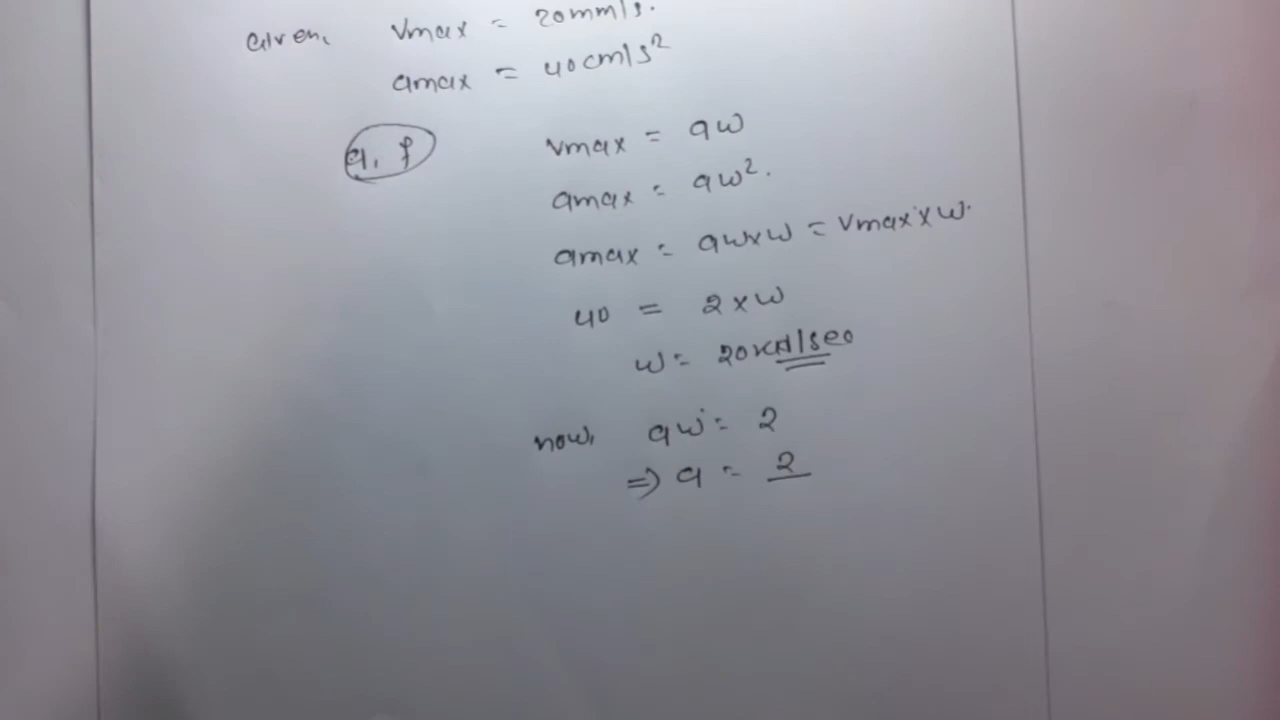 Given, Vmax = 20mm/s.
amax = 40cm/s²
a, f
Vmax = aω
amax = aω².
amax = aω×ω = Vmax×ω.
40 = 2×ω
ω = 20rad/sec
now, aω = 2
⇒ a = 2